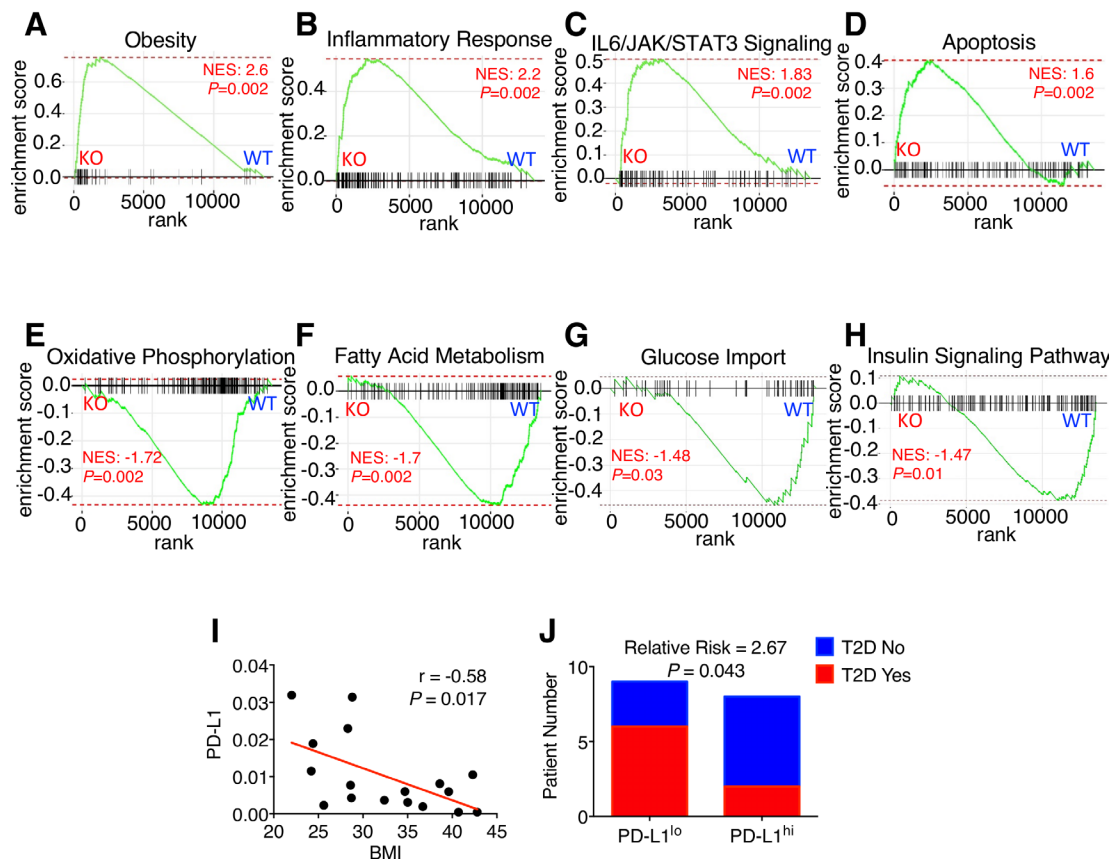 A
Obesity
enrichment score
0.6
0.4
0.2
0.0
NES: 2.6
P=0.002
KO
WT
0
5000
10000
rank
B
Inflammatory Response
enrichment score
0.4
0.2
0.0
NES: 2.2
P=0.002
KO
WT
0
5000
10000
rank
C
IL6/JAK/STAT3 Signaling
enrichment score
0.5
0.4
0.3
0.2
0.5
0.0
NES: 1.83
P=0.002
KO
WT
0
5000
10000
rank
D
Apoptosis
enrichment score
0.4
0.3
0.2
0.1
0.0
NES: 1.6
P=0.002
KO
WT
0
5000
10000
rank
E
Oxidative Phosphorylation
enrichment score
0.0
-0.1
-0.2
-0.3
-0.4
KO
WT
NES: -1.72
P=0.002
0
5000
10000
rank
F
Fatty Acid Metabolism
enrichment score
0.0
-0.1
-0.2
-0.3
-0.4
KO
WT
NES: -1.7
P=0.002
0
5000
10000
rank
G
Glucose Import
enrichment score
0.0
-0.1
-0.2
-0.3
-0.4
KO
WT
NES: -1.48
P=0.03
0
5000
10000
rank
H
Insulin Signaling Pathway
enrichment score
0.1
0.0
-0.1
-0.2
-0.3
-0.4
KO
WT
NES: -1.47
P=0.01
0
5000
10000
rank
I
PD-L1
0.04
0.03
0.02
0.01
0.00
r = -0.58
P = 0.017
20
25
30
35
40
45
BMI
J
Relative Risk = 2.67
P = 0.043
T2D No
T2D Yes
Patient Number
10
5
0
PD-L1lo
PD-L1hi